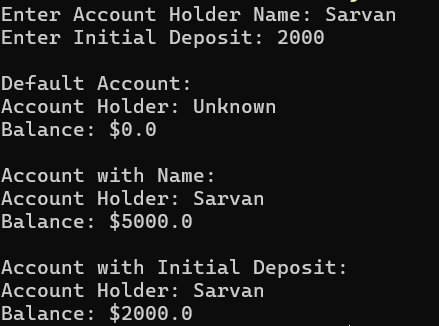 Enter Account Holder Name: Sarvan
Enter Initial Deposit: 2000
Default Account:
Account Holder: Unknown
Balance: $0.0
Account with Name:
Account Holder: Sarvan
Balance: $5000.0
Account with Initial Deposit:
Account Holder: Sarvan
Balance: $2000.0